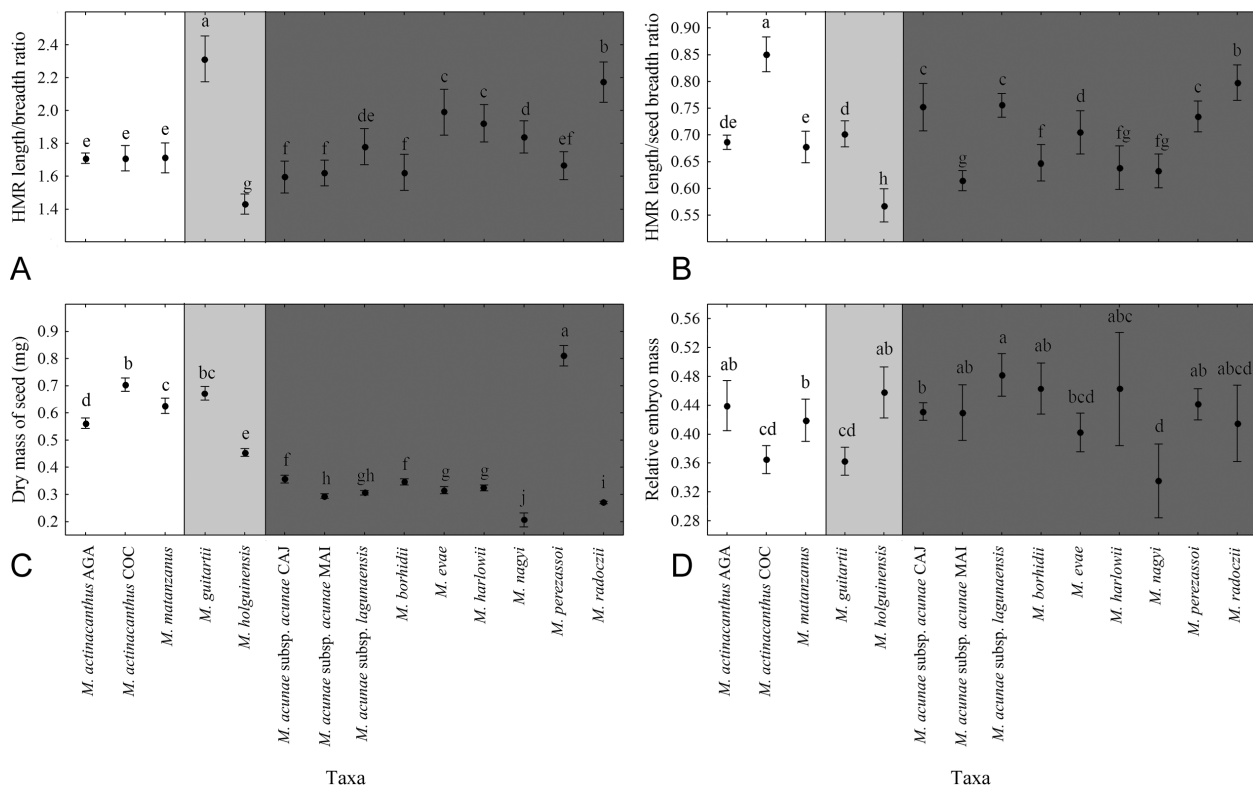 HMR length/breadth ratio
2.4
2.2
2.0
1.8
1.6
1.4
e e e a g f f de f c c d ef b
A
HMR length/seed breadth ratio
0.90
0.85
0.80
0.75
0.70
0.65
0.60
0.55
de a e d h c g c f d fg fg c b
B
Dry mass of seed (mg)
0.9
0.8
0.7
0.6
0.5
0.4
0.3
0.2
d b c bc e f h gh f g g j a i
C
M. actinacanthus AGA
M. actinacanthus COC
M. matanzanus
M. guitartii
M. holguinensis
M. acunae subsp. acunae CAJ
M. acunae subsp. acunae MAI
M. acunae subsp. lagunaensis
M. borhidii
M. evae
M. harlowii
M. nagyi
M. perezassoi
M. radoczii
Taxa
Relative embryo mass
0.56
0.52
0.48
0.44
0.40
0.36
0.32
0.28
ab cd b cd ab b ab a ab bcd abc d ab abcd
D
M. actinacanthus AGA
M. actinacanthus COC
M. matanzanus
M. guitartii
M. holguinensis
M. acunae subsp. acunae CAJ
M. acunae subsp. acunae MAI
M. acunae subsp. lagunaensis
M. borhidii
M. evae
M. harlowii
M. nagyi
M. perezassoi
M. radoczii
Taxa